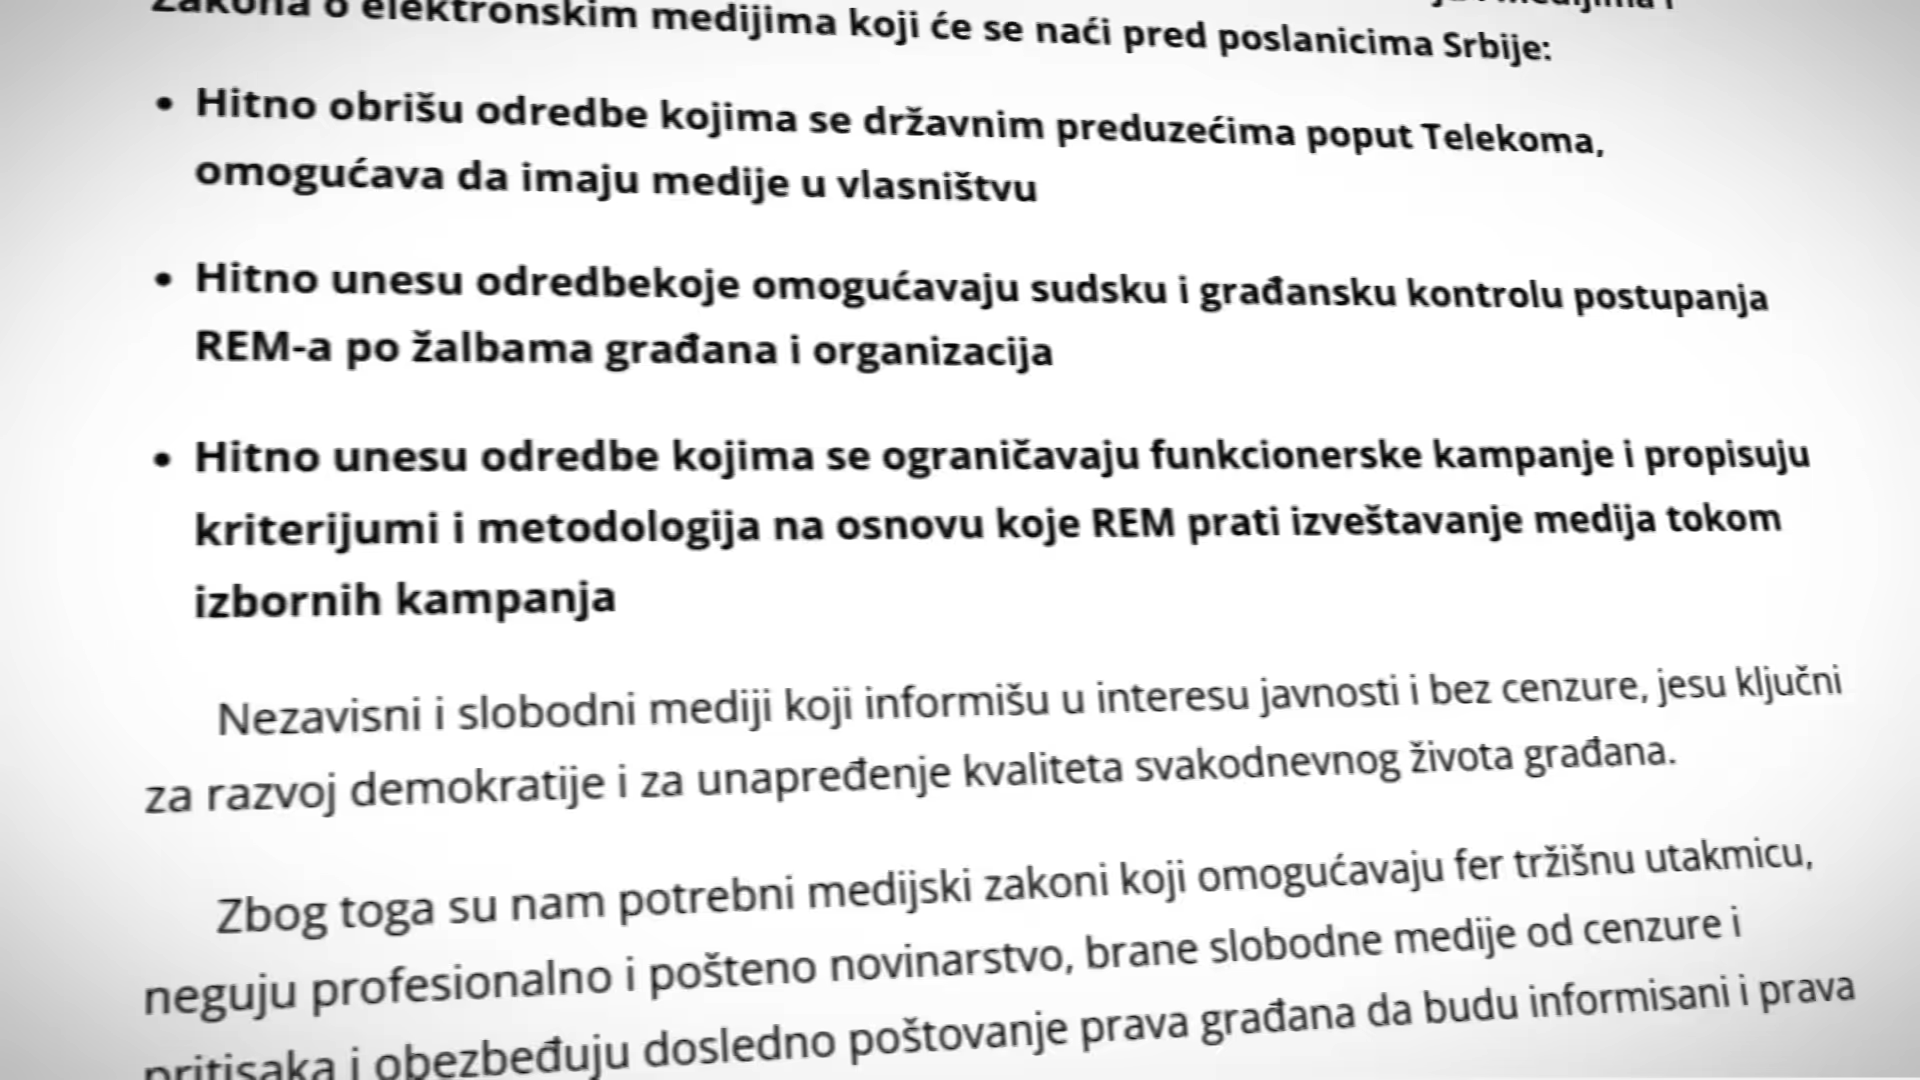 Zakona o elektronskim medijima koji će se naći pred poslanicima Srbije:
• Hitno obrišu odredbe kojima se državnim preduzećima poput Telekoma,
omogućava da imaju medije u vlasništvu
• Hitno unesu odredbekoje omogućavaju sudsku i građansku kontrolu postupanja
REM-a po žalbama građana i organizacija
• Hitno unesu odredbe kojima se ograničavaju funkcionerske kampanje i propisuju
kriterijumi i metodologija na osnovu koje REM prati izveštavanje medija tokom
izbornih kampanja
Nezavisni i slobodni mediji koji informišu u interesu javnosti i bez cenzure, jesu ključni
za razvoj demokratije i za unapređenje kvaliteta svakodnevnog života građana.
Zbog toga su nam potrebni medijski zakoni koji omogućavaju fer tržišnu utakmicu,
neguju profesionalno i pošteno novinarstvo, brane slobodne medije od cenzure i
pritisaka i obezbeđuju dosledno poštovanje prava građana da budu informisani i prava